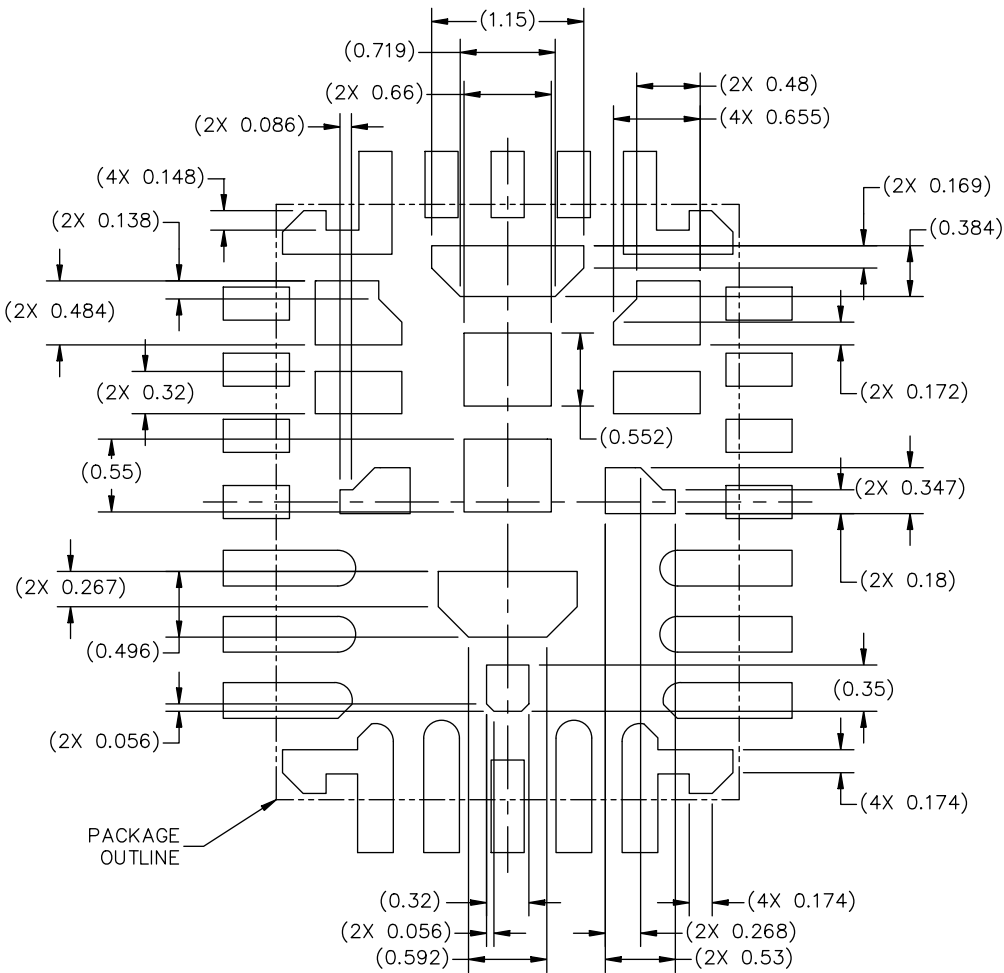 (1.15)
(0.719)
(2X 0.66)
(2X 0.48)
(2X 0.086)
(4X 0.655)
(4X 0.148)
(2X 0.169)
(2X 0.138)
(0.384)
(2X 0.484)
(2X 0.32)
(2X 0.172)
(0.552)
(0.55)
(2X 0.347)
(2X 0.267)
(2X 0.18)
(0.496)
(0.35)
(2X 0.056)
(4X 0.174)
PACKAGE
OUTLINE
(0.32)
(4X 0.174)
(2X 0.056)
(2X 0.268)
(0.592)
(2X 0.53)